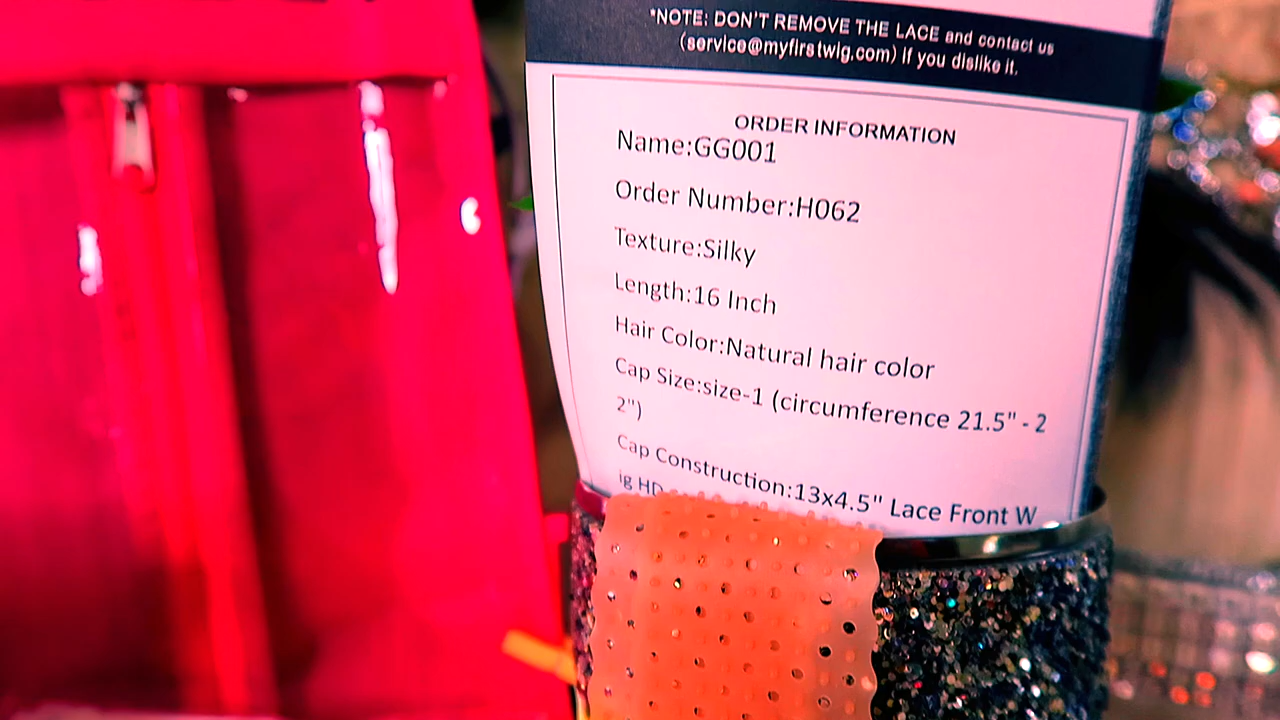 *NOTE: DON'T REMOVE THE LACE and contact us
(service@myfirstwig.com) if you dislike it.
ORDER INFORMATION
Name:GG001
Order Number:H062
Texture:Silky
Length:16 Inch
Hair Color:Natural hair color
Cap Size:size-1 (circumference 21.5" - 2
2")
Cap Construction:13x4.5" Lace Front W
ig HD